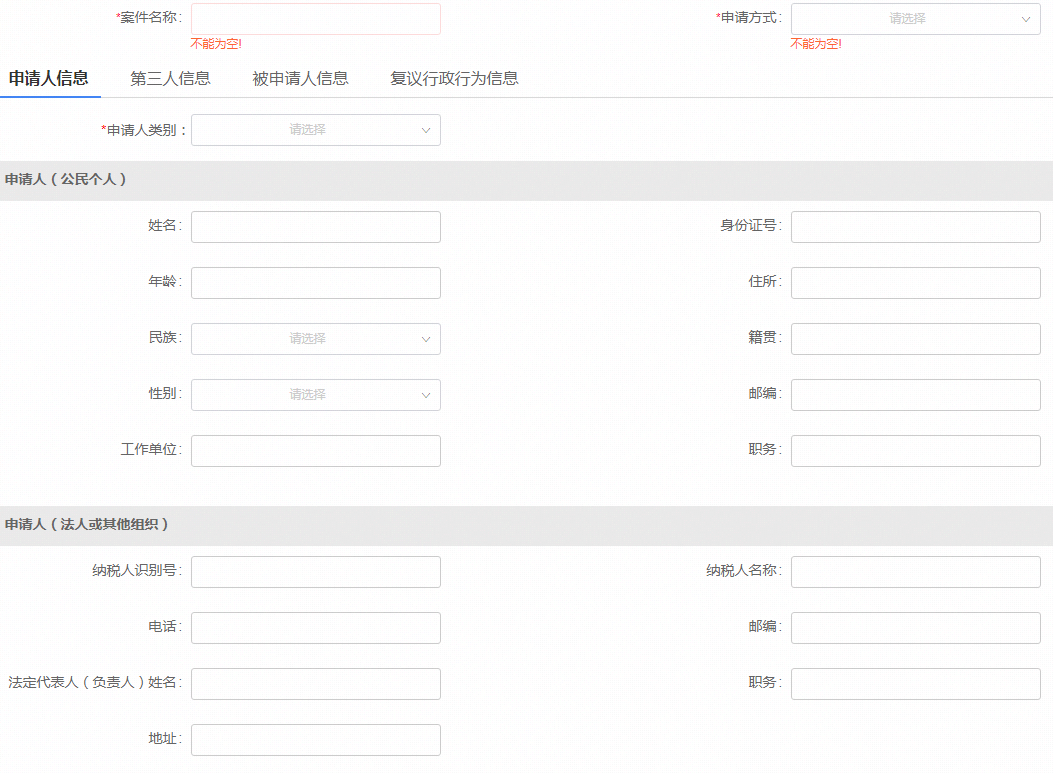 *案件名称: *申请方式: 请选择
不能为空! 不能为空!
申请人信息 第三人信息 被申请人信息 复议行政行为信息
*申请人类别： 请选择
申请人（公民个人）
姓名: 身份证号:
年龄: 住所:
民族: 请选择 籍贯:
性别: 请选择 邮编:
工作单位: 职务:
申请人（法人或其他组织）
纳税人识别号: 纳税人名称:
电话: 邮编:
法定代表人（负责人）姓名: 职务:
地址: